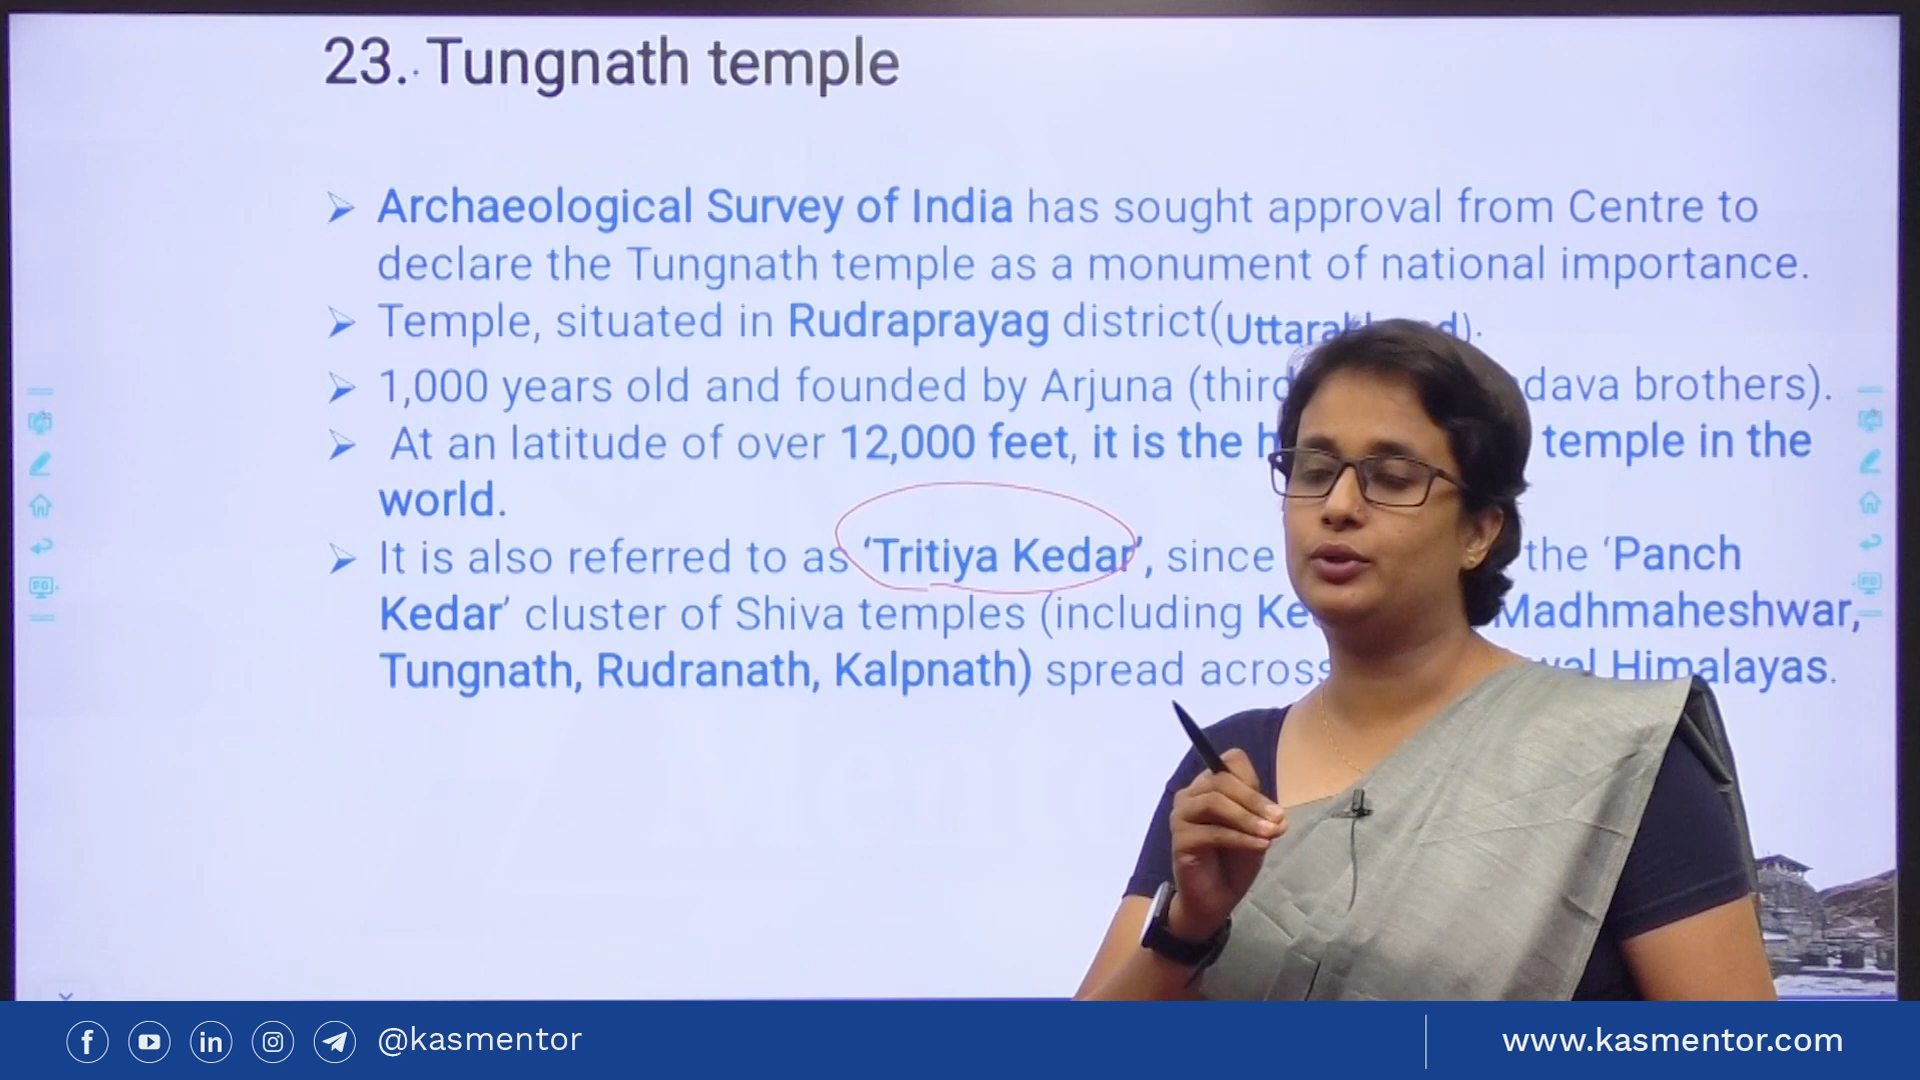 23. Tungnath temple
➢ Archaeological Survey of India has sought approval from Centre to
declare the Tungnath temple as a monument of national importance.
➢ Temple, situated in Rudraprayag district(Uttarakhand).
➢ 1,000 years old and founded by Arjuna (third dava brothers).
➢ At an latitude of over 12,000 feet, it is the temple in the
world.
➢ It is also referred to as ‘Tritiya Kedar’, since the ‘Panch
Kedar’ cluster of Shiva temples (including Madhmaheshwar,
Tungnath, Rudranath, Kalpnath) spread across Himalayas.
@kasmentor
www.kasmentor.com